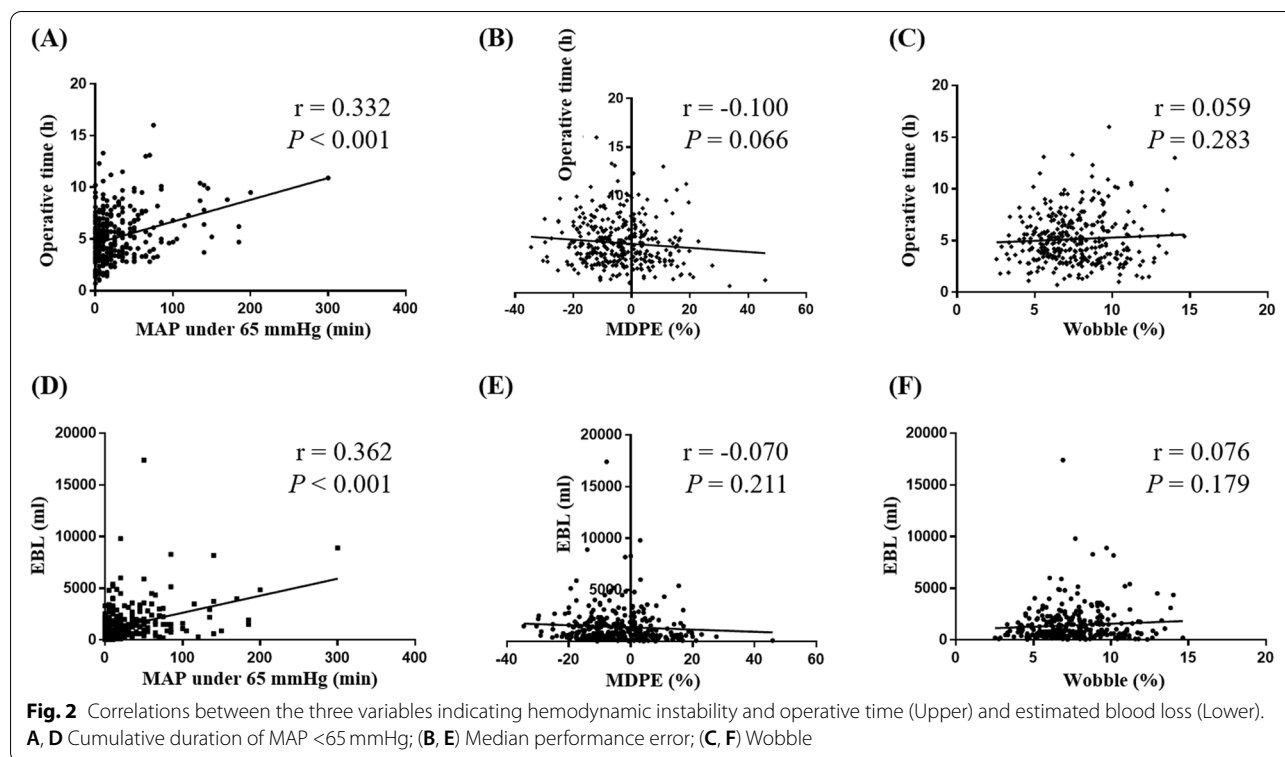 (A)
Operative time (h)
20
15
10
5
0
0 100 200 300 400
MAP under 65 mmHg (min)
r = 0.332
P < 0.001
(B)
Operative time (h)
20
15
10
5
0
-40 -20 0 20 40 60
MDPE (%)
r = -0.100
P = 0.066
(C)
Operative time (h)
20
15
10
5
0
0 5 10 15 20
Wobble (%)
r = 0.059
P = 0.283
(D)
EBL (ml)
20000
15000
10000
5000
0
0 100 200 300 400
MAP under 65 mmHg (min)
r = 0.362
P < 0.001
(E)
EBL (ml)
20000
15000
10000
5000
0
-40 -20 0 20 40 60
MDPE (%)
r = -0.070
P = 0.211
(F)
EBL (ml)
20000
15000
10000
5000
0
0 5 10 15 20
Wobble (%)
r = 0.076
P = 0.179
Fig. 2 Correlations between the three variables indicating hemodynamic instability and operative time (Upper) and estimated blood loss (Lower).
A, D Cumulative duration of MAP <65 mmHg; (B, E) Median performance error; (C, F) Wobble